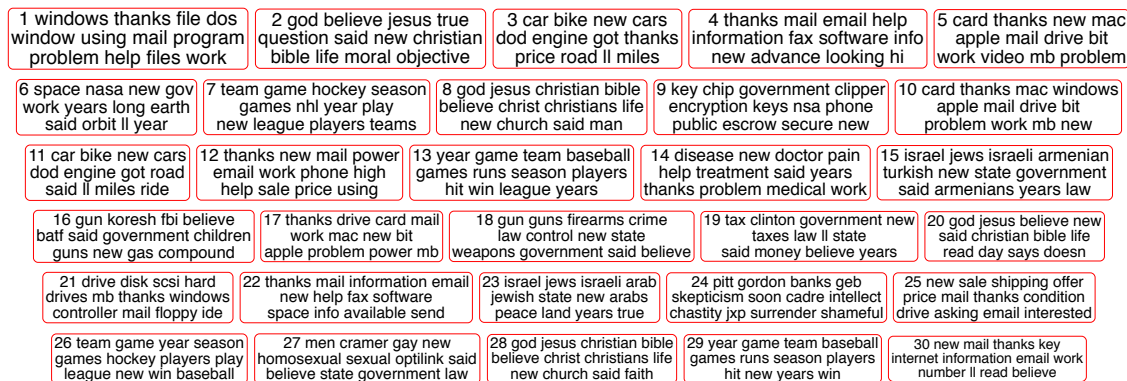 1 windows thanks file dos
window using mail program
problem help files work
2 god believe jesus true
question said new christian
bible life moral objective
3 car bike new cars
dod engine got thanks
price road ll miles
4 thanks mail email help
information fax software info
new advance looking hi
5 card thanks new mac
apple mail drive bit
work video mb problem
6 space nasa new gov
work years long earth
said orbit ll year
7 team game hockey season
games nhl year play
new league players teams
8 god jesus christian bible
believe christ christians life
new church said man
9 key chip government clipper
encryption keys nsa phone
public escrow secure new
10 card thanks mac windows
apple mail drive bit
problem work mb new
11 car bike new cars
dod engine got road
said ll miles ride
12 thanks new mail power
email work phone high
help sale price using
13 year game team baseball
games runs season players
hit win league years
14 disease new doctor pain
help treatment said years
thanks problem medical work
15 israel jews israeli armenian
turkish new state government
said armenians years law
16 gun koresh fbi believe
batf said government children
guns new gas compound
17 thanks drive card mail
work mac new bit
apple problem power mb
18 gun guns firearms crime
law control new state
weapons government said believe
19 tax clinton government new
taxes law ll state
said money believe years
20 god jesus believe new
said christian bible life
read day says doesn
21 drive disk scsi hard
drives mb thanks windows
controller mail floppy ide
22 thanks mail information email
new help fax software
space info available send
23 israel jews israeli arab
jewish state new arabs
peace land years true
24 pitt gordon banks geb
skepticism soon cadre intellect
chastity jxp surrender shameful
25 new sale shipping offer
price mail thanks condition
drive asking email interested
26 team game year season
games hockey players play
league new win baseball
27 men cramer gay new
homosexual sexual optilink said
believe state government law
28 god jesus christian bible
believe christ christians life
new church said faith
29 year game team baseball
games runs season players
hit new years win
30 new mail thanks key
internet information email work
number ll read believe